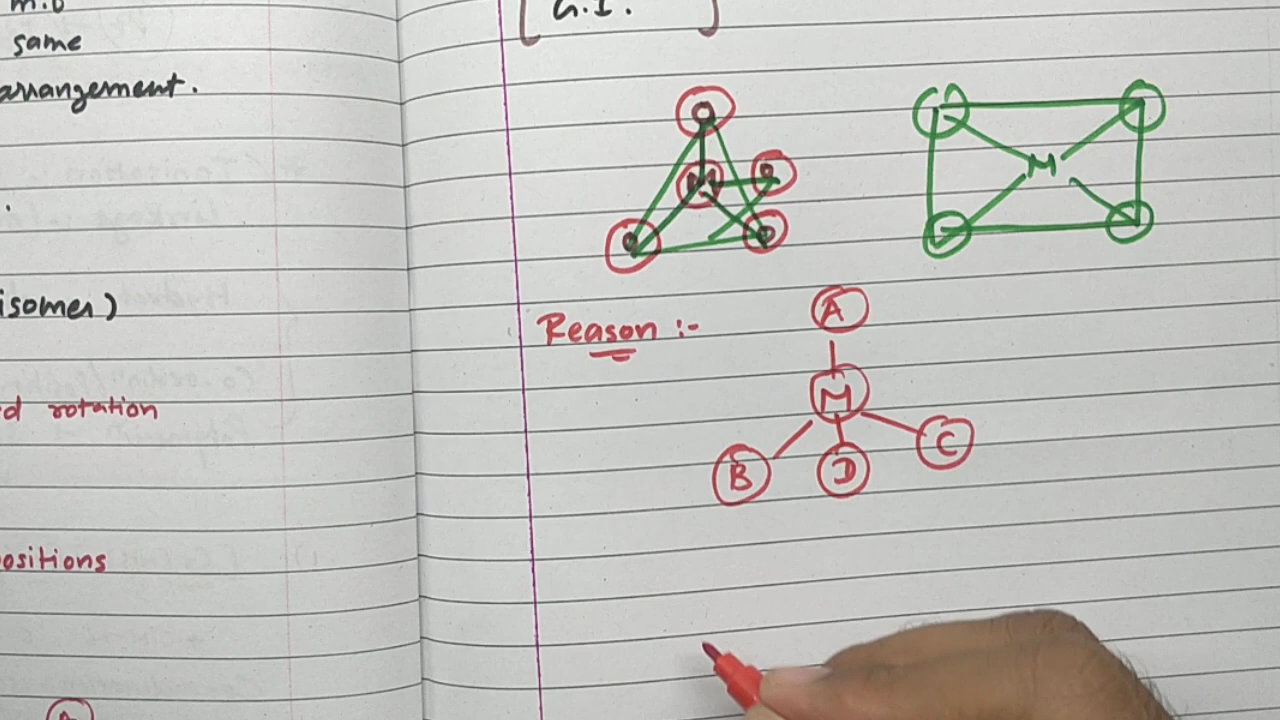 m.b
same
arrangement.
isomer)
d rotation
ositions
[ G.I. ]
M
M
Reason :-
A
M
B D C